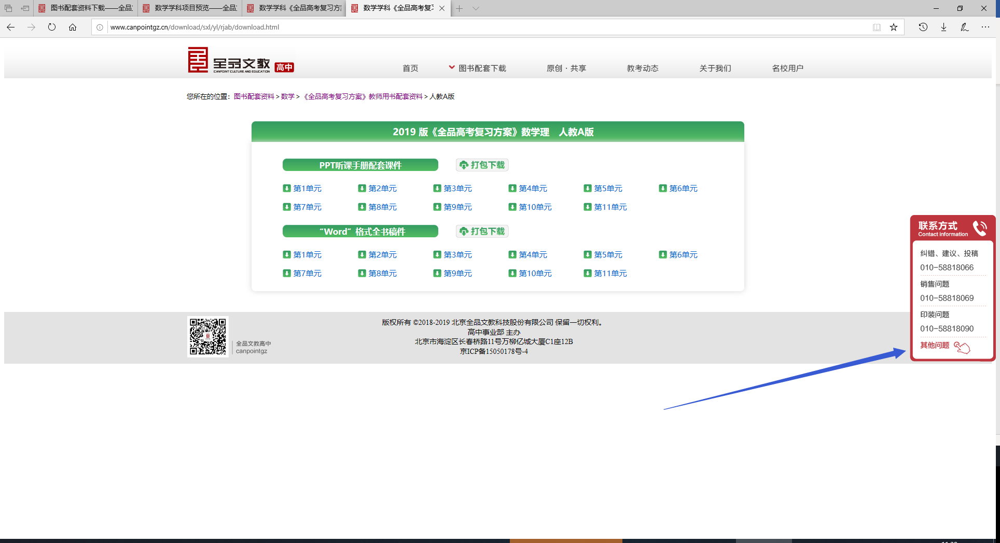 图书配套资料下载——全品
数学学科项目预览——全品
数学学科《全品高考复习方
数学学科《全品高考复
www.canpointgz.cn/download/sxl/yl/rjab/download.html
全品文教 高中
CANPOINT CULTURE AND EDUCATION
首页 图书配套下载 原创·共享 教考动态 关于我们 名校用户
您所在的位置：图书配套资料 > 数学 > 《全品高考复习方案》教师用书配套资料 > 人教A版
2019 版《全品高考复习方案》数学理 人教A版
PPT听课手册配套课件 打包下载
第1单元 第2单元 第3单元 第4单元 第5单元 第6单元
第7单元 第8单元 第9单元 第10单元 第11单元
“Word”格式全书稿件 打包下载
第1单元 第2单元 第3单元 第4单元 第5单元 第6单元
第7单元 第8单元 第9单元 第10单元 第11单元
联系方式
Contact information
纠错、建议、投稿
010-58818066
销售问题
010-58818069
印装问题
010-58818090
其他问题
全品文教高中
canpointgz
版权所有 ©2018-2019 北京全品文教科技股份有限公司 保留一切权利。
高中事业部 主办
北京市海淀区长春桥路11号万柳亿城大厦C1座12B
京ICP备15050178号-4